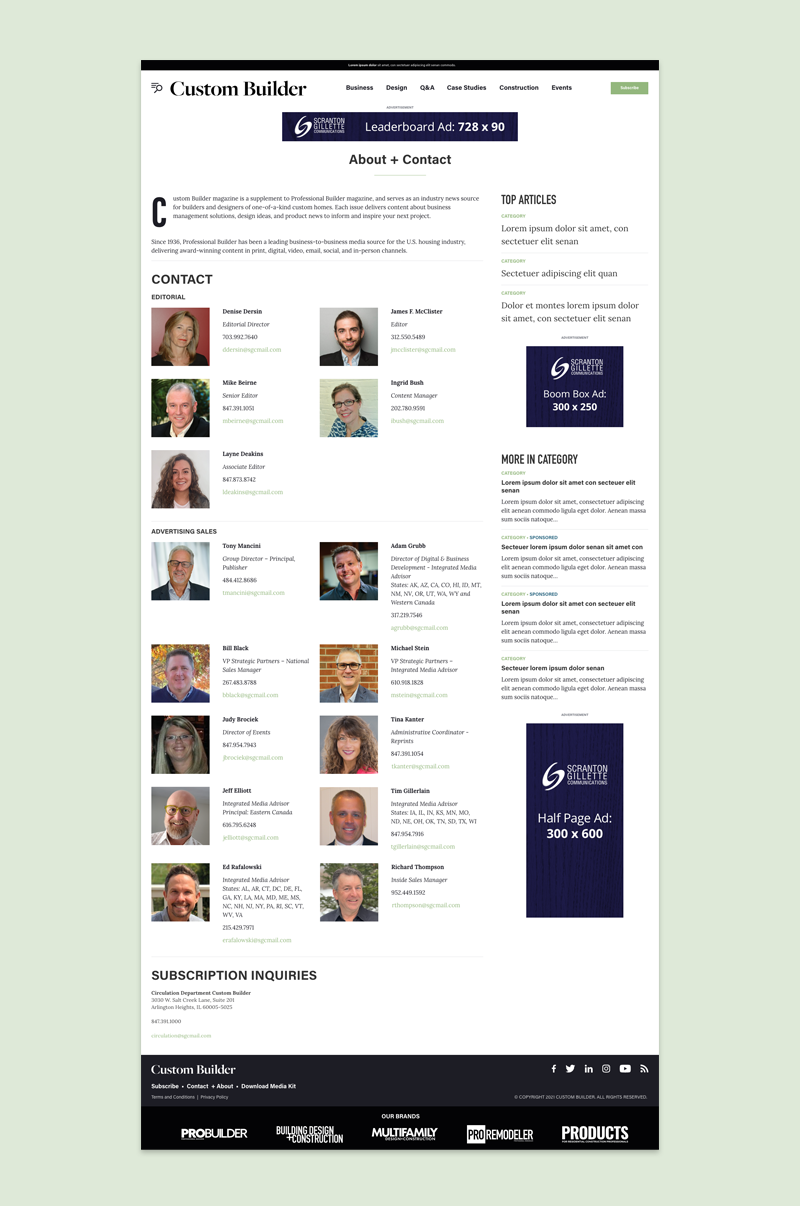 Lorem ipsum dolor sit amet, con sectetuer adipiscing elit senan commodo.
Custom Builder
Business Design Q&A Case Studies Construction Events
Subscribe
ADVERTISEMENT
SCRANTON
GILLETTE
COMMUNICATIONS
Leaderboard Ad: 728 x 90
About + Contact
Custom Builder magazine is a supplement to Professional Builder magazine, and serves as an industry news source
for builders and designers of one-of-a-kind custom homes. Each issue delivers content about business
management solutions, design ideas, and product news to inform and inspire your next project.
Since 1936, Professional Builder has been a leading business-to-business media source for the U.S. housing industry,
delivering award-winning content in print, digital, video, email, social, and in-person channels.
CONTACT
EDITORIAL
Denise Dersin
Editorial Director
703.992.7640
ddersin@sgcmail.com
James F. McClister
Editor
312.550.5489
jmcclister@sgcmail.com
Mike Beirne
Senior Editor
847.391.1051
mbeirne@sgcmail.com
Ingrid Bush
Content Manager
202.780.9591
ibush@sgcmail.com
Layne Deakins
Associate Editor
847.873.8742
ldeakins@sgcmail.com
ADVERTISING SALES
Tony Mancini
Group Director – Principal,
Publisher
484.412.8686
tmancini@sgcmail.com
Adam Grubb
Director of Digital & Business
Development - Integrated Media
Advisor
States: AK, AZ, CA, CO, HI, ID, MT,
NM, NV, OR, UT, WA, WY and
Western Canada
317.219.7546
agrubb@sgcmail.com
Bill Black
VP Strategic Partners – National
Sales Manager
267.483.8788
bblack@sgcmail.com
Michael Stein
VP Strategic Partners –
Integrated Media Advisor
610.918.1828
mstein@sgcmail.com
Judy Brociek
Director of Events
847.954.7943
jbrociek@sgcmail.com
Tina Kanter
Administrative Coordinator -
Reprints
847.391.1054
tkanter@sgcmail.com
Jeff Elliott
Integrated Media Advisor
Principal: Eastern Canada
616.795.6248
jelliott@sgcmail.com
Tim Gillerlain
Integrated Media Advisor
States: IA, IL, IN, KS, MN, MO,
ND, NE, OH, OK, TN, SD, TX, WI
847.954.7916
tgillerlain@sgcmail.com
Ed Rafalowski
Integrated Media Advisor
States: AL, AR, CT, DC, DE, FL,
GA, KY, LA, MA, MD, ME, MS,
NC, NH, NJ, NY, PA, RI, SC, VT,
WV, VA
215.429.7971
erafalowski@sgcmail.com
Richard Thompson
Inside Sales Manager
952.449.1592
rthompson@sgcmail.com
SUBSCRIPTION INQUIRIES
Circulation Department Custom Builder
3030 W. Salt Creek Lane, Suite 201
Arlington Heights, IL 60005-5025
847.391.1000
circulation@sgcmail.com
TOP ARTICLES
CATEGORY
Lorem ipsum dolor sit amet, con
sectetuer elit senan
CATEGORY
Sectetuer adipiscing elit quan
CATEGORY
Dolor et montes lorem ipsum dolor
sit amet, con sectetuer elit senan
ADVERTISEMENT
SCRANTON
GILLETTE
COMMUNICATIONS
Boom Box Ad:
300 x 250
MORE IN CATEGORY
CATEGORY
Lorem ipsum dolor sit amet con secteuer elit
senan
Lorem ipsum dolor sit amet, consectetuer adipiscing
elit aenean commodo ligula eget dolor. Aenean massa
sum sociis natoque...
CATEGORY • SPONSORED
Secteuer lorem ipsum dolor senan sit amet con
Lorem ipsum dolor sit amet, consectetuer adipiscing
elit aenean commodo ligula eget dolor. Aenean massa
sum sociis natoque...
CATEGORY • SPONSORED
Lorem ipsum dolor sit amet con secteuer elit
senan
Lorem ipsum dolor sit amet, consectetuer adipiscing
elit aenean commodo ligula eget dolor. Aenean massa
sum sociis natoque...
CATEGORY
Secteuer lorem ipsum dolor senan
Lorem ipsum dolor sit amet, consectetuer adipiscing
elit aenean commodo ligula eget dolor. Aenean massa
sum sociis natoque...
ADVERTISEMENT
SCRANTON
GILLETTE
COMMUNICATIONS
Half Page Ad:
300 x 600
Custom Builder
Subscribe • Contact + About • Download Media Kit
Terms and Conditions | Privacy Policy
© COPYRIGHT 2021 CUSTOM BUILDER. ALL RIGHTS RESERVED.
OUR BRANDS
PROBUILDER
BUILDING DESIGN
+CONSTRUCTION
MULTIFAMILY
DESIGN+CONSTRUCTION
PRO REMODELER
PRODUCTS
FOR RESIDENTIAL CONSTRUCTION PROFESSIONALS